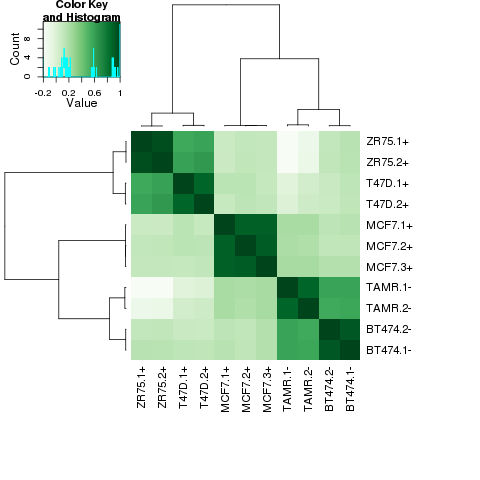 Color Key
and Histogram
Count
0 4 8
-0.2 0.2 0.6 1
Value
ZR75.1+
ZR75.2+
T47D.1+
T47D.2+
MCF7.1+
MCF7.2+
MCF7.3+
TAMR.1-
TAMR.2-
BT474.2-
BT474.1-
ZR75.1+
ZR75.2+
T47D.1+
T47D.2+
MCF7.1+
MCF7.2+
MCF7.3+
TAMR.1-
TAMR.2-
BT474.2-
BT474.1-